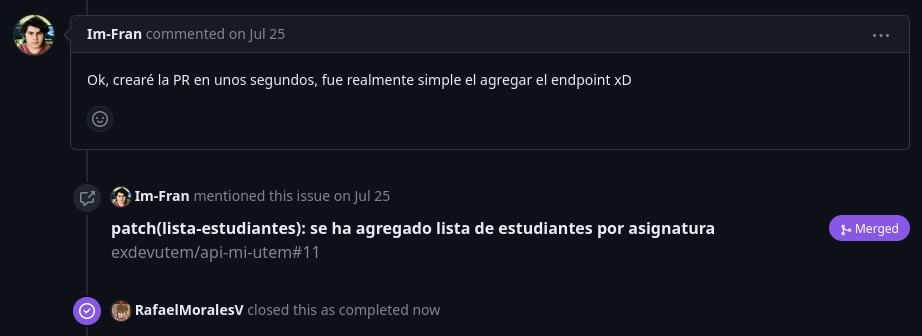 Im-Fran commented on Jul 25
Ok, crearé la PR en unos segundos, fue realmente simple el agregar el endpoint xD
Im-Fran mentioned this issue on Jul 25
patch(lista-estudiantes): se ha agregado lista de estudiantes por asignatura
Merged
exdevutem/api-mi-utem#11
RafaelMoralesV closed this as completed now